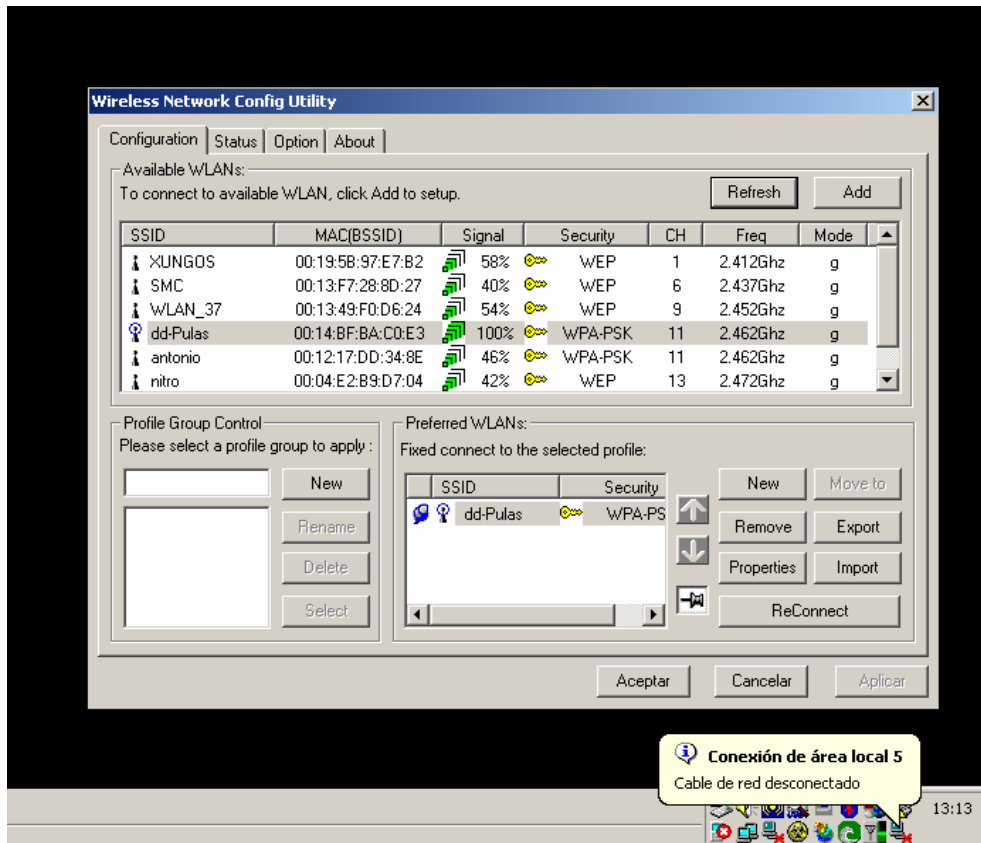 Wireless Network Config Utility
Configuration Status Option About
Available WLANs:
To connect to available WLAN, click Add to setup.
Refresh Add
SSID MAC(BSSID) Signal Security CH Freq Mode
XUNGOS 00:19:5B:97:E7:B2 58% WEP 1 2.412Ghz g
SMC 00:13:F7:28:8D:27 40% WEP 6 2.437Ghz g
WLAN_37 00:13:49:F0:D6:24 54% WEP 9 2.452Ghz g
dd-Pulas 00:14:BF:BA:C0:E3 100% WPA-PSK 11 2.462Ghz g
antonio 00:12:17:DD:34:8E 46% WPA-PSK 11 2.462Ghz g
nitro 00:04:E2:B9:D7:04 42% WEP 13 2.472Ghz g
Profile Group Control
Please select a profile group to apply :
New
Rename
Delete
Select
Preferred WLANs:
Fixed connect to the selected profile:
SSID Security
dd-Pulas WPA-PS
New Move to
Remove Export
Properties Import
ReConnect
Aceptar Cancelar Aplicar
Conexión de área local 5
Cable de red desconectado
13:13